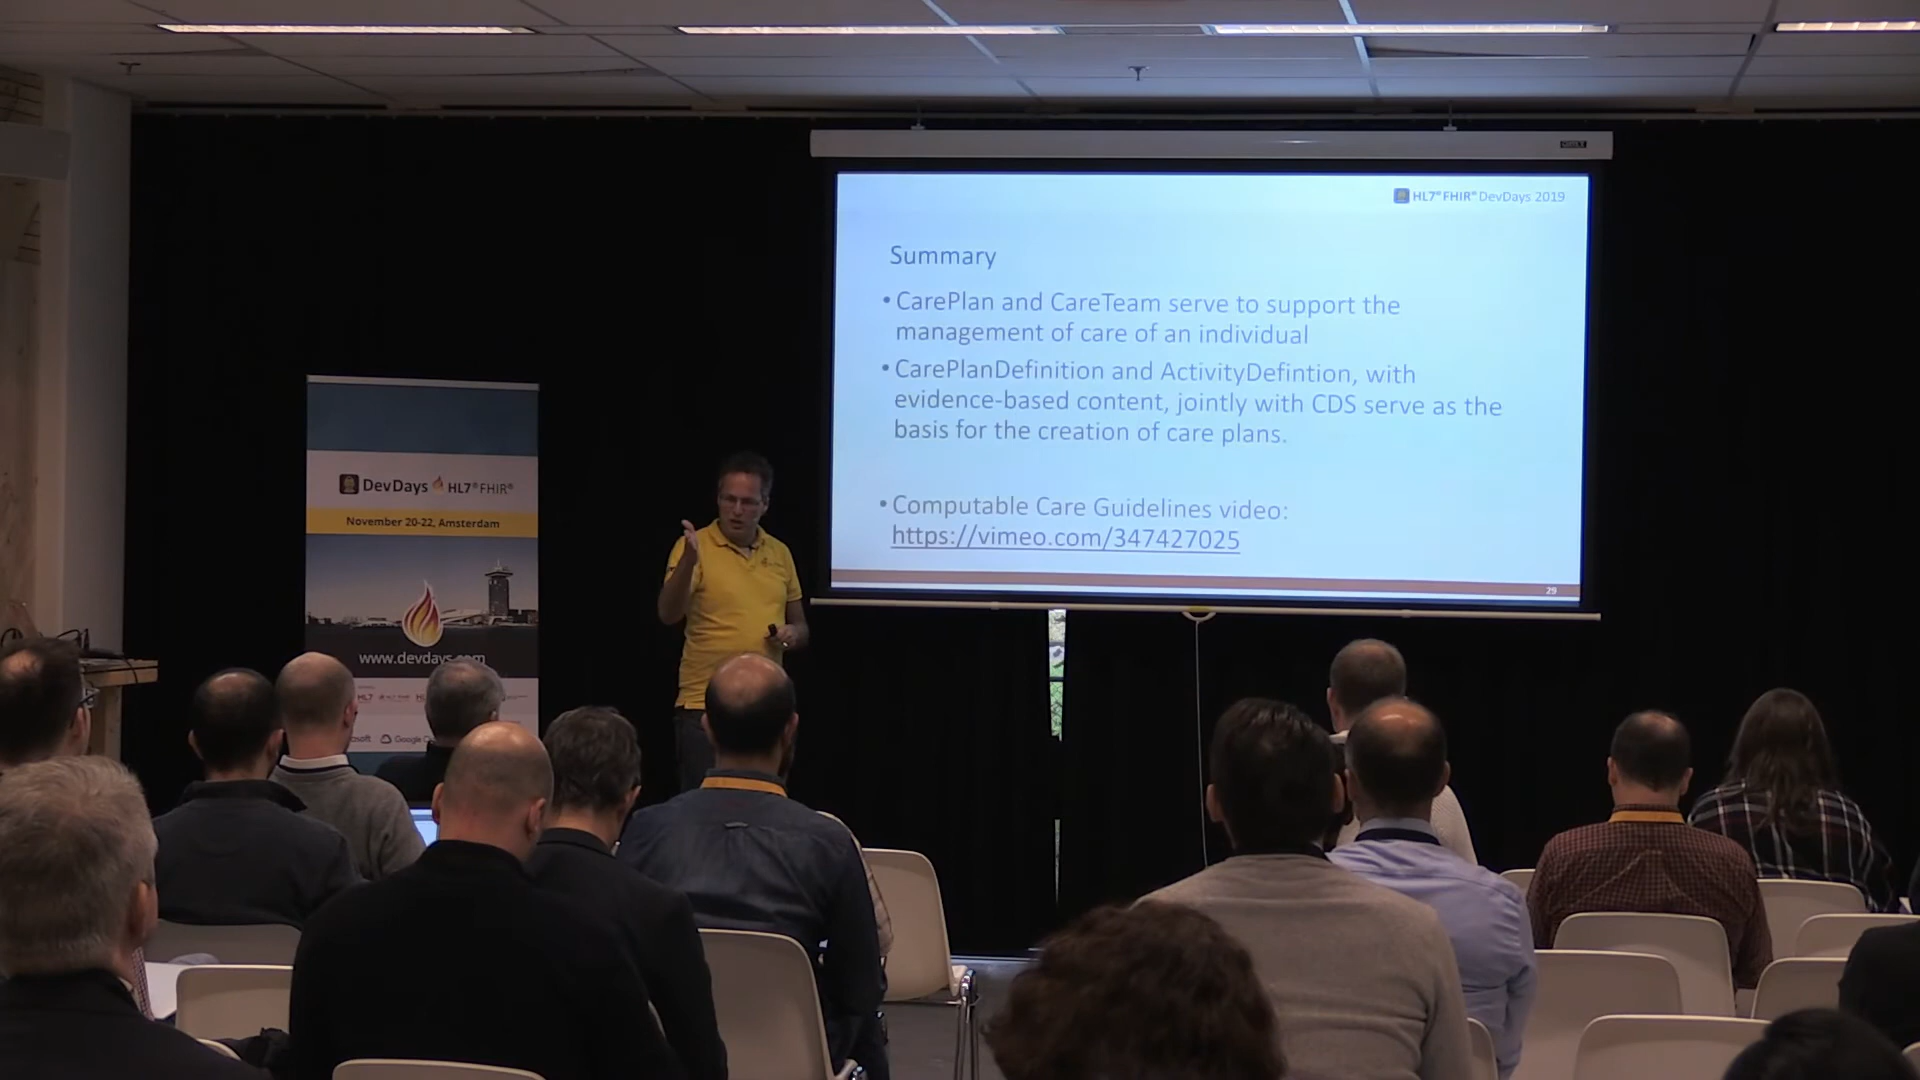 HL7® FHIR® DevDays 2019
Summary
• CarePlan and CareTeam serve to support the
management of care of an individual
• CarePlanDefinition and ActivityDefintion, with
evidence-based content, jointly with CDS serve as the
basis for the creation of care plans.
• Computable Care Guidelines video:
https://vimeo.com/347427025
29
DevDays HL7® FHIR®
November 20-22, Amsterdam
www.devdays.com
HL7
Google